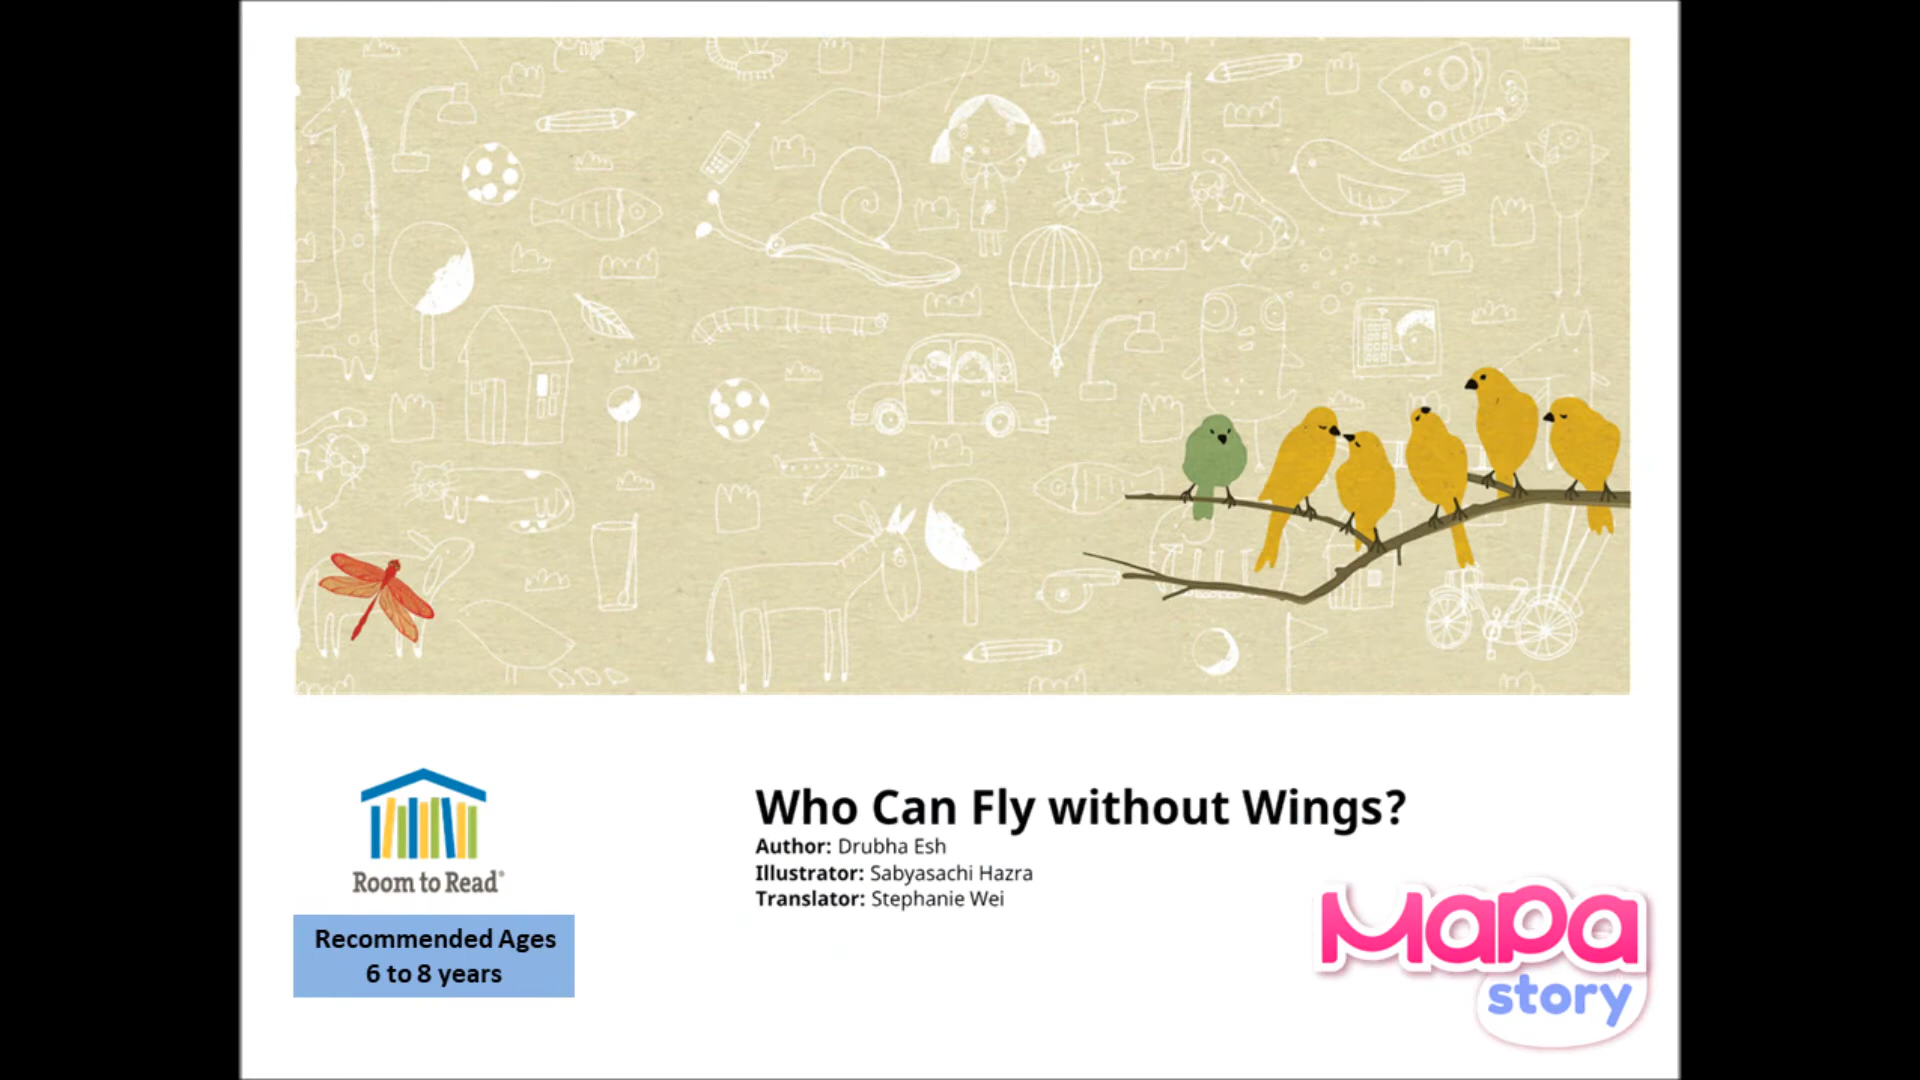 Who Can Fly without Wings?
Author: Drubha Esh
Illustrator: Sabyasachi Hazra
Translator: Stephanie Wei
Room to Read®
Recommended Ages
6 to 8 years
Mapa
story